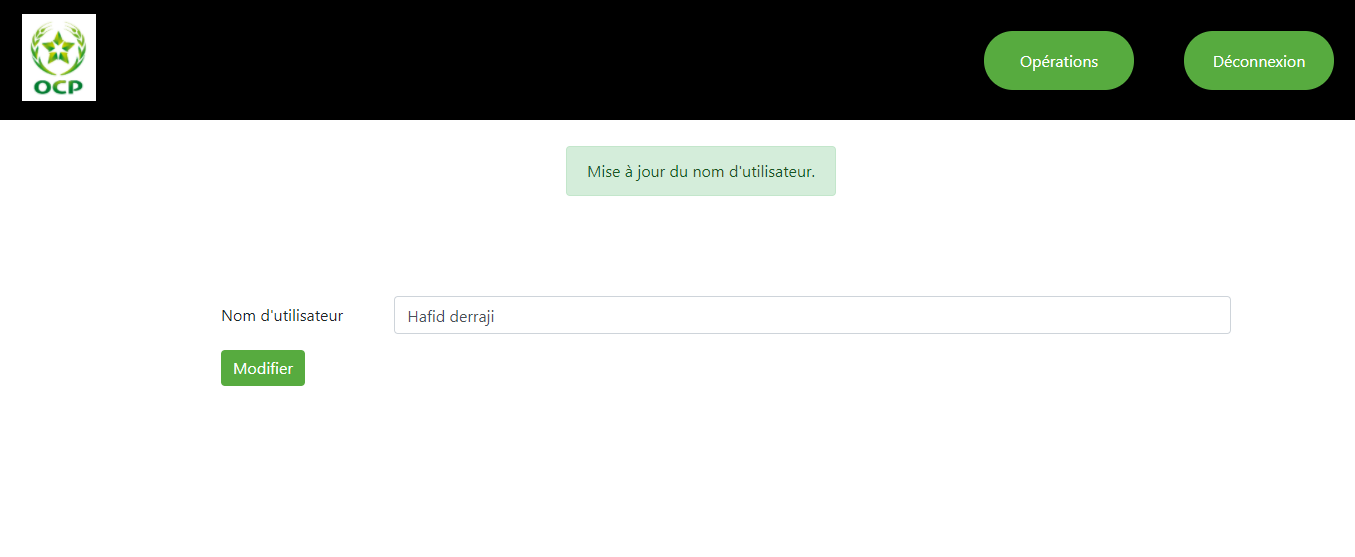 OCP
Opérations
Déconnexion
Mise à jour du nom d'utilisateur.
Nom d'utilisateur
Hafid derraji
Modifier